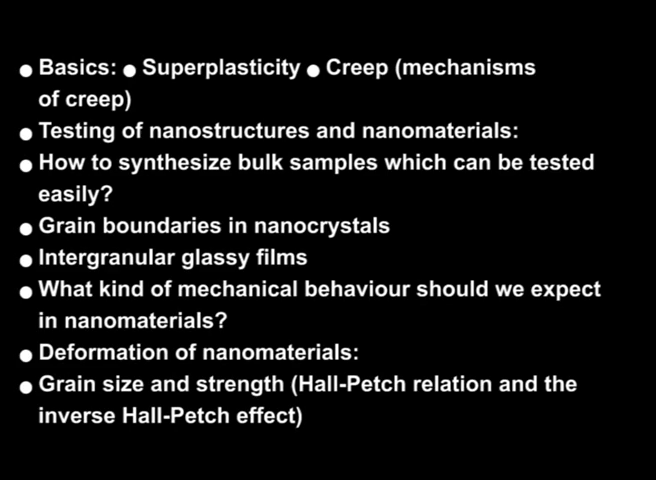 ● Basics: ● Superplasticity ● Creep (mechanisms
of creep)
● Testing of nanostructures and nanomaterials:
● How to synthesize bulk samples which can be tested
easily?
● Grain boundaries in nanocrystals
● Intergranular glassy films
● What kind of mechanical behaviour should we expect
in nanomaterials?
● Deformation of nanomaterials:
● Grain size and strength (Hall-Petch relation and the
inverse Hall-Petch effect)